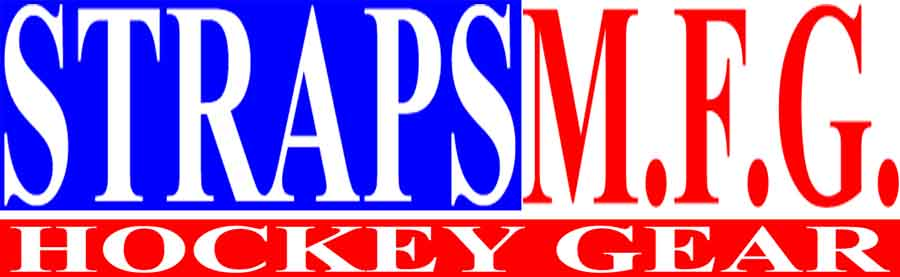 STRAPS M.F.G.
HOCKEY GEAR